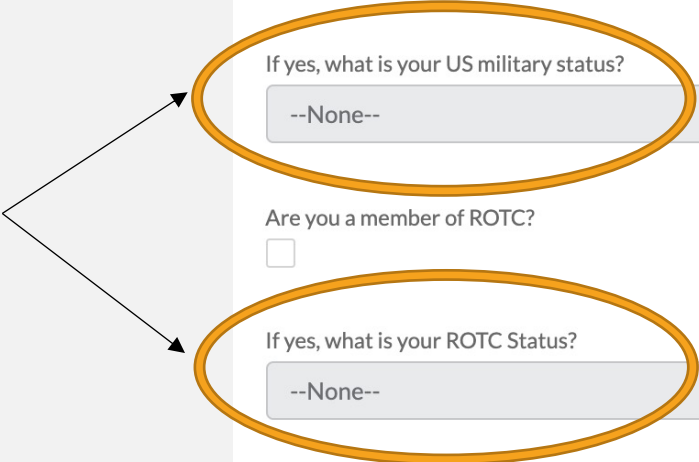 If yes, what is your US military status?
--None--
Are you a member of ROTC?
If yes, what is your ROTC Status?
--None--